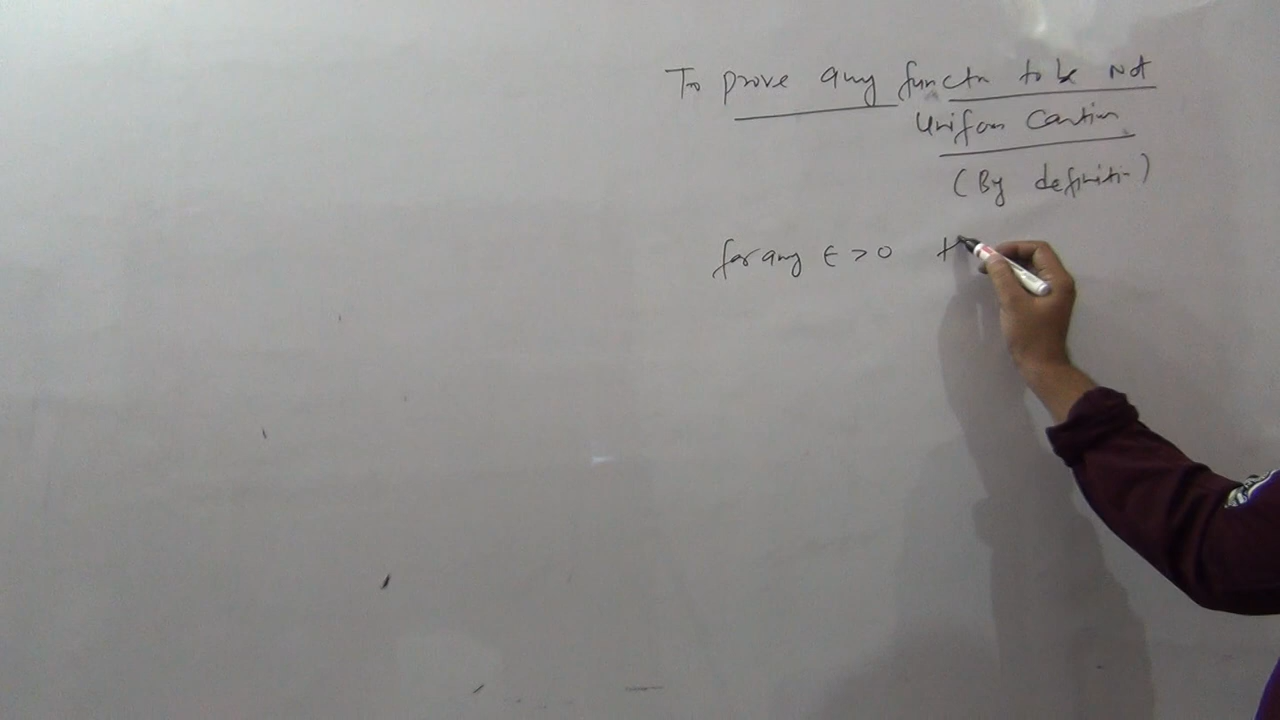 To prove any functn to be Not
Uniform Contin
(By definitin)
for any ε > 0